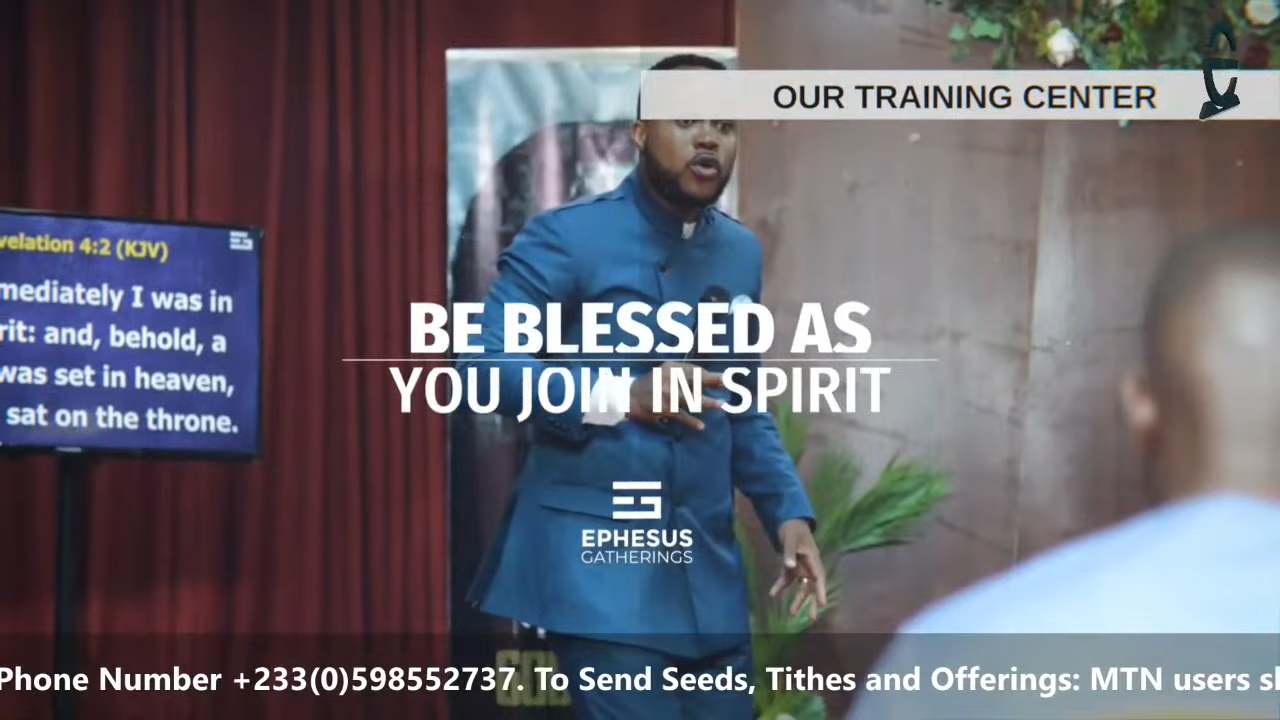 OUR TRAINING CENTER
velation 4:2 (KJV)
mediately I was in
rit: and, behold, a
was set in heaven,
sat on the throne.
BE BLESSED AS
YOU JOIN IN SPIRIT
EPHESUS
GATHERINGS
Phone Number +233(0)598552737. To Send Seeds, Tithes and Offerings: MTN users sh